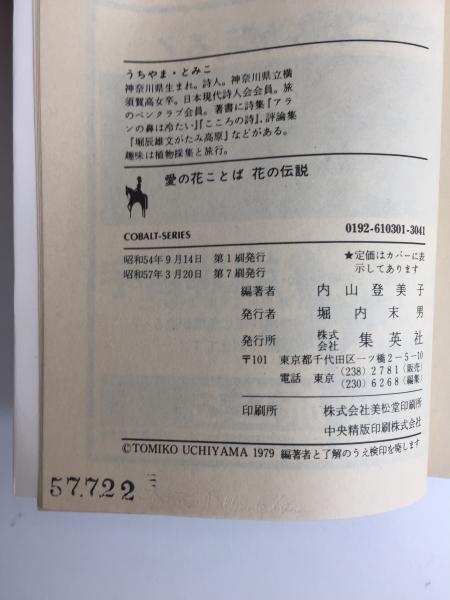 うちやま・とみこ
神奈川県生まれ。詩人。神奈川県立横
須賀高女卒。日本現代詩人会会員。旅
のペンクラブ会員。著書に詩集『アラ
ンの鼻は冷たい』『こころの詩』、評論集
『堀辰雄文がたみ高原』などがある。
趣味は植物採集と旅行。
愛の花ことば 花の伝説
COBALT-SERIES 0192-610301-3041
昭和54年9月14日 第1刷発行 ★定価はカバーに表
昭和57年3月20日 第7刷発行 示してあります
編著者 内山登美子
発行者 堀内末男
発行所 株式会社 集英社
〒101 東京都千代田区一ツ橋2-5-10
電話 東京 (238)2781(販売)
(230)6268(編集)
印刷所 株式会社美松堂印刷所
中央精版印刷株式会社
©TOMIKO UCHIYAMA 1979 編著者と了解のうえ検印を廃します
57.7.22